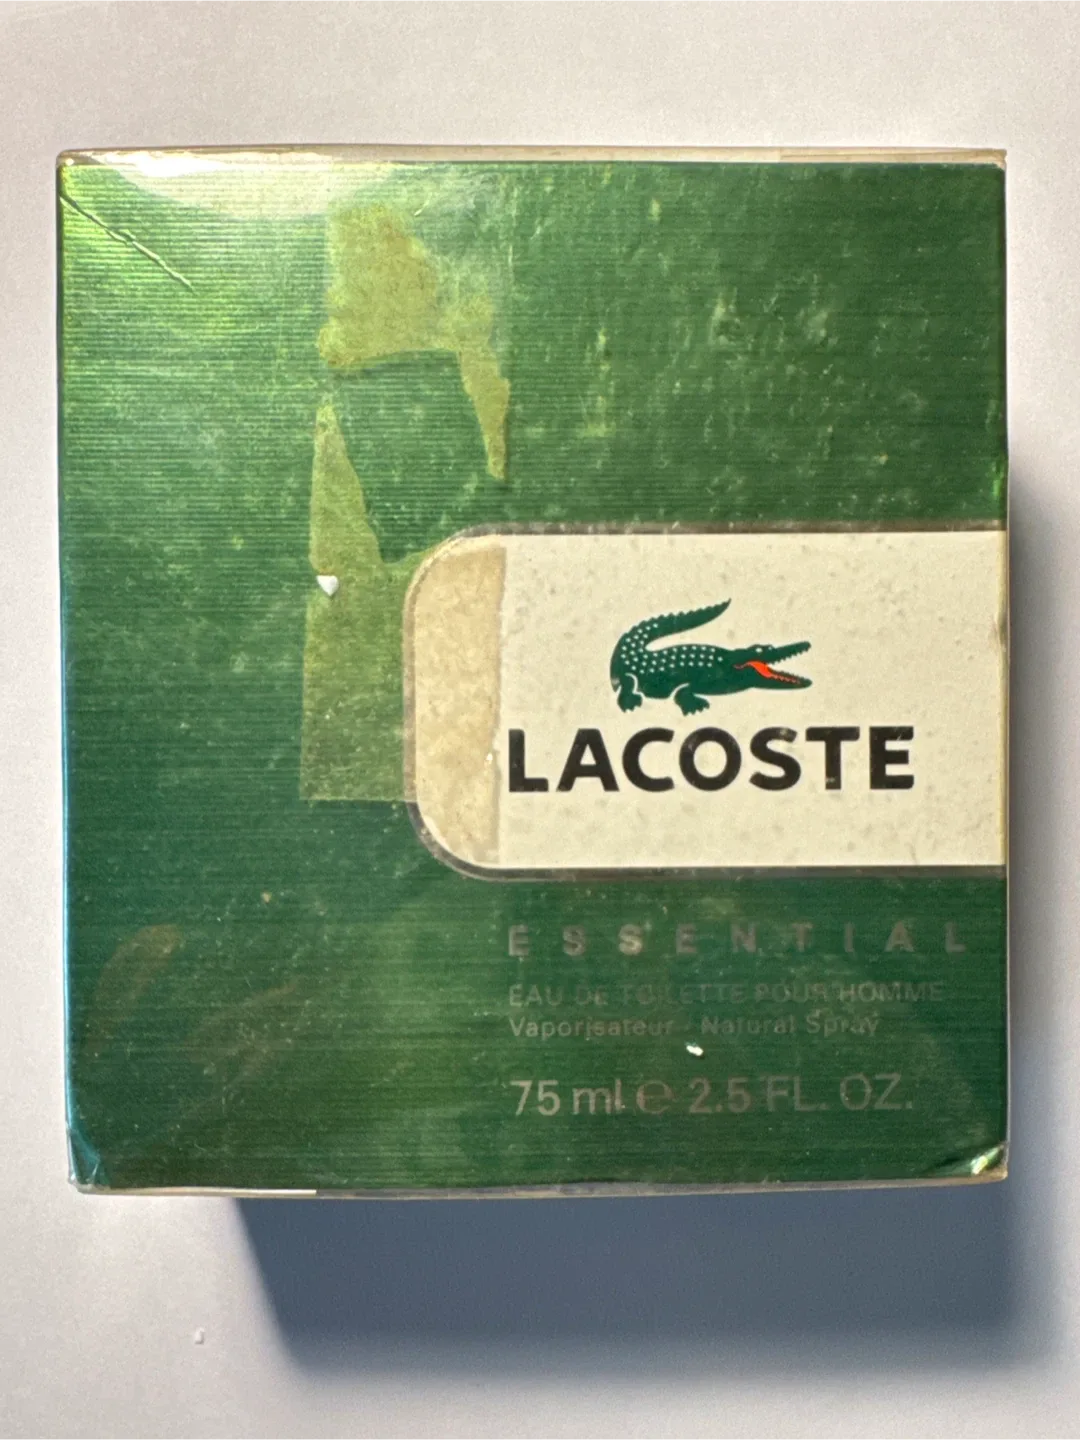 LACOSTE
ESSENTIAL
EAU DE TOILETTE POUR HOMME
Vaporisateur - Natural Spray
75 ml ℮ 2.5 FL. OZ.